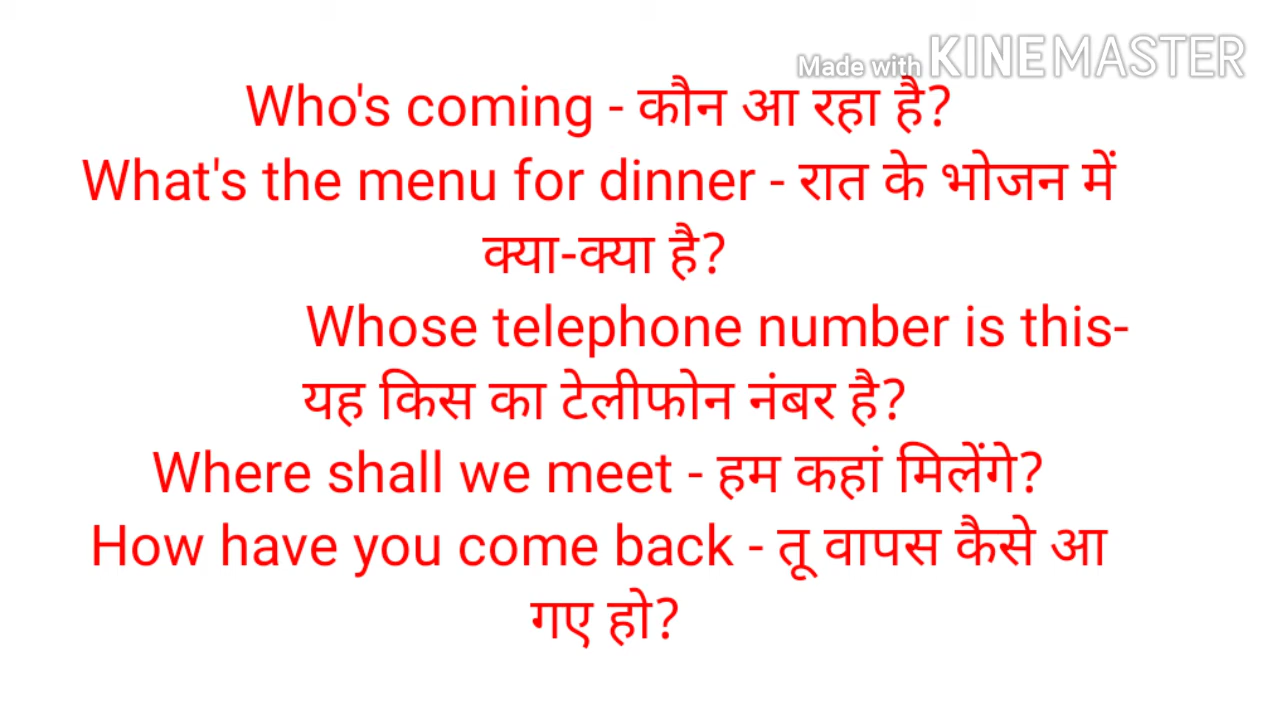 Made with KINEMASTER
Who's coming - कौन आ रहा है?
What's the menu for dinner - रात के भोजन में
क्या-क्या है?
Whose telephone number is this-
यह किस का टेलीफोन नंबर है?
Where shall we meet - हम कहां मिलेंगे?
How have you come back - तू वापस कैसे आ
गए हो?